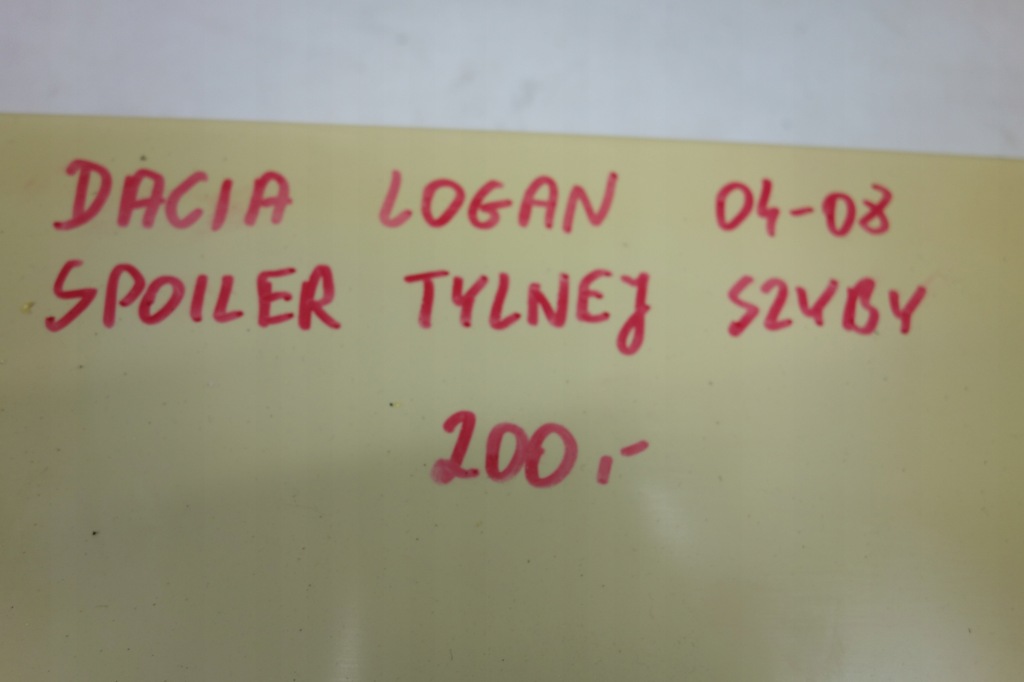 DACIA LOGAN 04-08
SPOILER TYLNEJ SZYBY
200,-